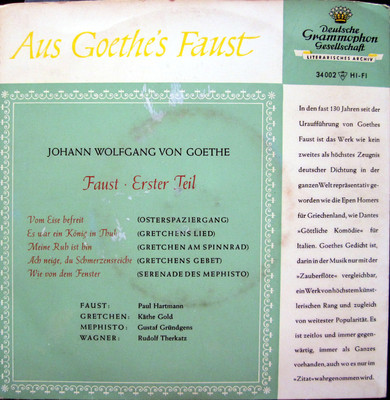 Aus Goethe's Faust
Deutsche
Grammophon
Gesellschaft
LITERARISCHES ARCHIV
34 002 HI-FI
JOHANN WOLFGANG VON GOETHE
Faust · Erster Teil
Vom Eise befreit (OSTERSPAZIERGANG)
Es war ein König in Thule (GRETCHENS LIED)
Meine Ruh ist hin (GRETCHEN AM SPINNRAD)
Ach neige, du Schmerzensreiche (GRETCHENS GEBET)
Wie von dem Fenster (SERENADE DES MEPHISTO)
FAUST: Paul Hartmann
GRETCHEN: Käthe Gold
MEPHISTO: Gustaf Gründgens
WAGNER: Rudolf Therkatz
In den fast 130 Jahren seit der
Uraufführung von Goethes
Faust ist das Werk wie kein
zweites als höchstes Zeugnis
deutscher Dichtung in der
ganzen Welt repräsentativ ge-
worden wie die Epen Homers
für Griechenland, wie Dantes
«Göttliche Komödie» für
Italien. Goethes Gedicht ist,
darin in der Musik nur mit der
«Zauberflöte» vergleichbar,
ein Werk von höchstem künst-
lerischen Rang und zugleich
von weitester Popularität. Es
ist zeitlos und immer gegen-
wärtig, immer als Ganzes
vorhanden, auch wo es nur im
»Zitat« wahrgenommen wird.